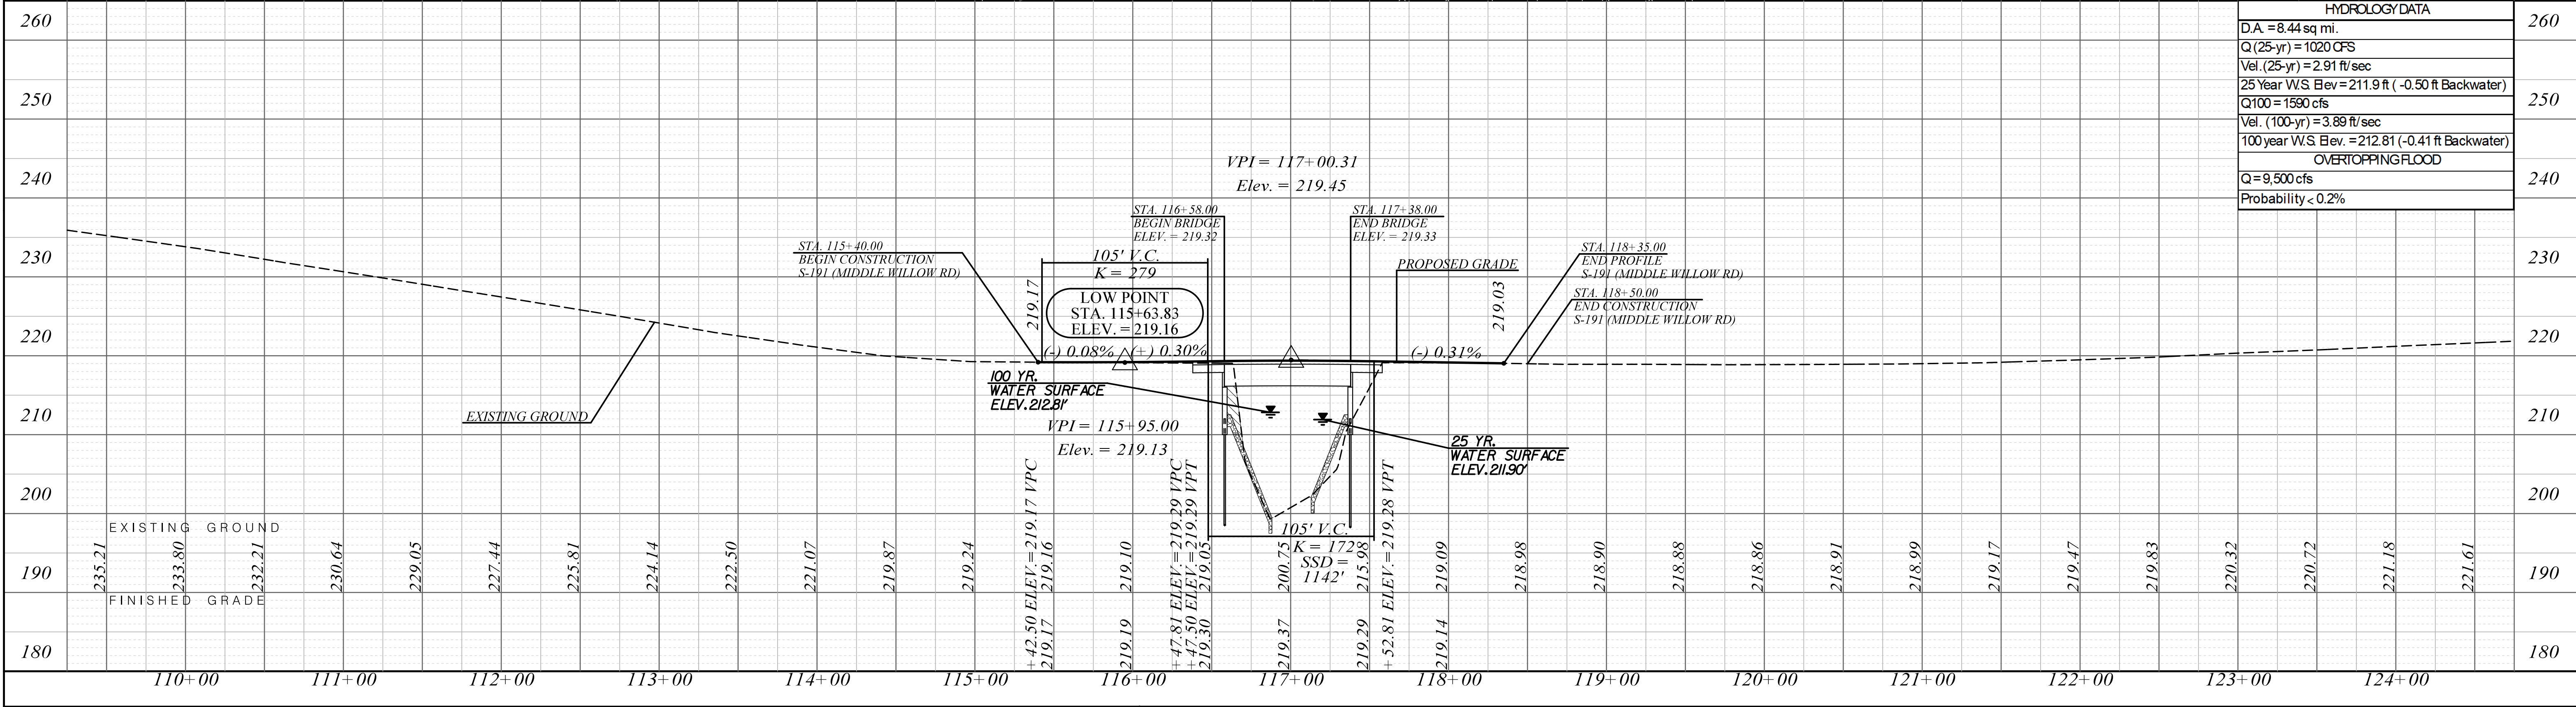 260
250
240
230
220
210
200
190
180
HYDROLOGY DATA
D.A. = 8.44 sq mi.
Q (25-yr) = 1020 CFS
Vel. (25-yr) = 2.91 ft/sec
25 Year W.S. Elev = 211.9 ft ( -0.50 ft Backwater)
Q100 = 1590 cfs
Vel. (100-yr) = 3.89 ft/sec
100 year W.S. Elev. = 212.81 (-0.41 ft Backwater)
OVERTOPPING FLOOD
Q = 9,500 cfs
Probability < 0.2%
260
250
240
230
220
210
200
190
180
VPI = 117+00.31
Elev. = 219.45
STA. 116+58.00
BEGIN BRIDGE
ELEV. = 219.32
STA. 117+38.00
END BRIDGE
ELEV. = 219.33
STA. 115+40.00
BEGIN CONSTRUCTION
S-191 (MIDDLE WILLOW RD)
105' V.C.
K = 279
219.17
LOW POINT
STA. 115+63.83
ELEV. = 219.16
(-) 0.08%
(+) 0.30%
PROPOSED GRADE
219.03
(-) 0.31%
STA. 118+35.00
END PROFILE
S-191 (MIDDLE WILLOW RD)
STA. 118+50.00
END CONSTRUCTION
S-191 (MIDDLE WILLOW RD)
100 YR.
WATER SURFACE
ELEV. 212.81'
EXISTING GROUND
VPI = 115+95.00
Elev. = 219.13
25 YR.
WATER SURFACE
ELEV. 211.90'
105' V.C.
K = 172
SSD =
1142'
EXISTING GROUND
235.21
233.80
232.21
230.64
229.05
227.44
225.81
224.14
222.50
221.07
219.87
219.24
219.16
219.10
219.05
200.75
215.98
219.09
218.98
218.90
218.88
218.86
218.91
218.99
219.17
219.47
219.83
220.32
220.72
221.18
221.61
FINISHED GRADE
+42.50 ELEV.=219.17 VPC
219.17
219.19
+47.81 ELEV.=219.29 VPC
+47.50 ELEV.=219.29 VPT
219.30
219.37
219.29
+52.81 ELEV.=219.28 VPT
219.14
110+00
111+00
112+00
113+00
114+00
115+00
116+00
117+00
118+00
119+00
120+00
121+00
122+00
123+00
124+00